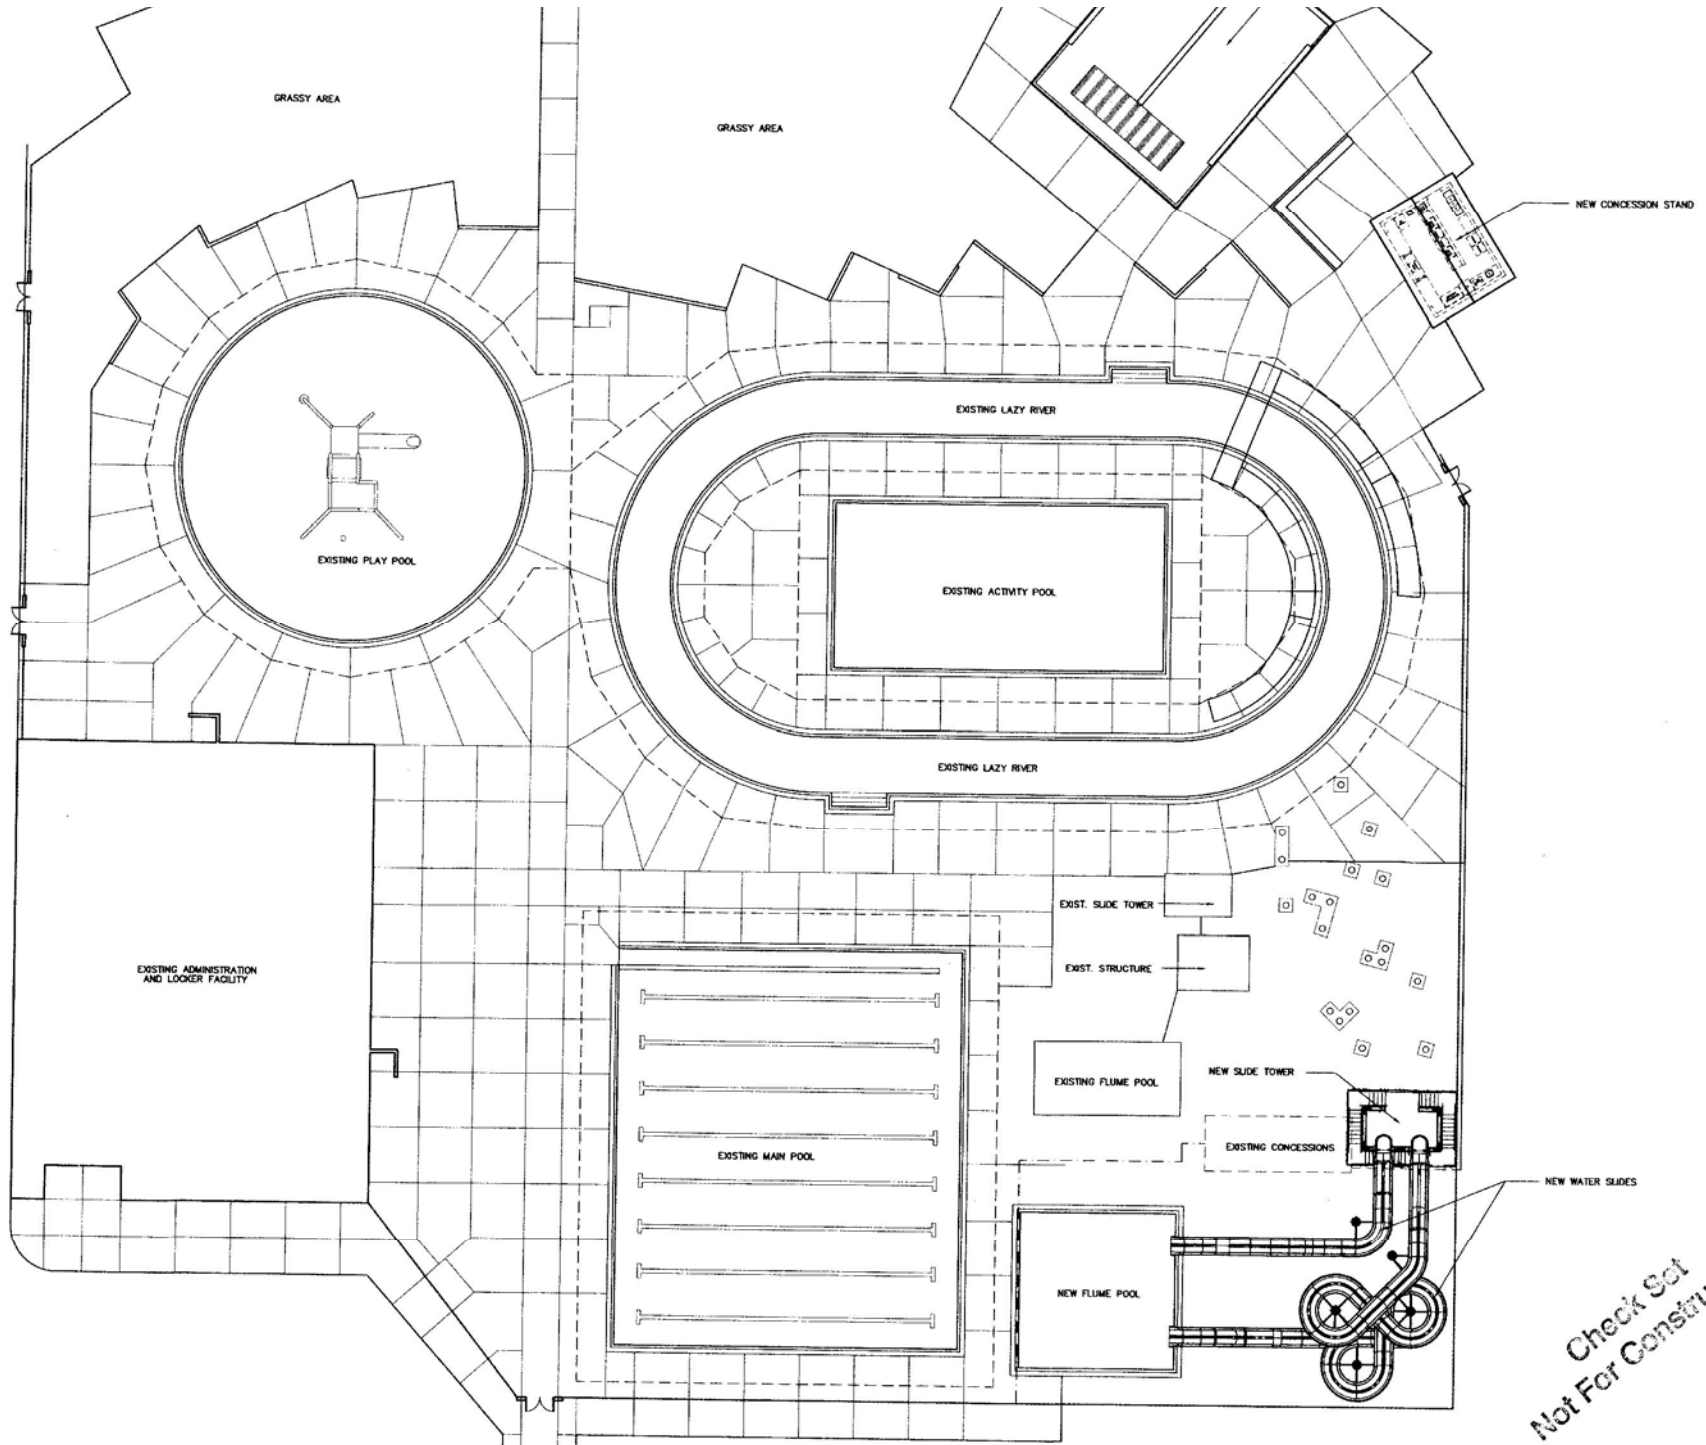 GRASSY AREA
GRASSY AREA
NEW CONCESSION STAND
EXISTING LAZY RIVER
EXISTING PLAY POOL
EXISTING ACTIVITY POOL
EXISTING LAZY RIVER
EXIST. SLIDE TOWER
EXISTING ADMINISTRATION
AND LOCKER FACILITY
EXIST. STRUCTURE
NEW SLIDE TOWER
EXISTING FLUME POOL
EXISTING CONCESSIONS
EXISTING MAIN POOL
NEW WATER SLIDES
NEW FLUME POOL
Check Set
Not For Constru